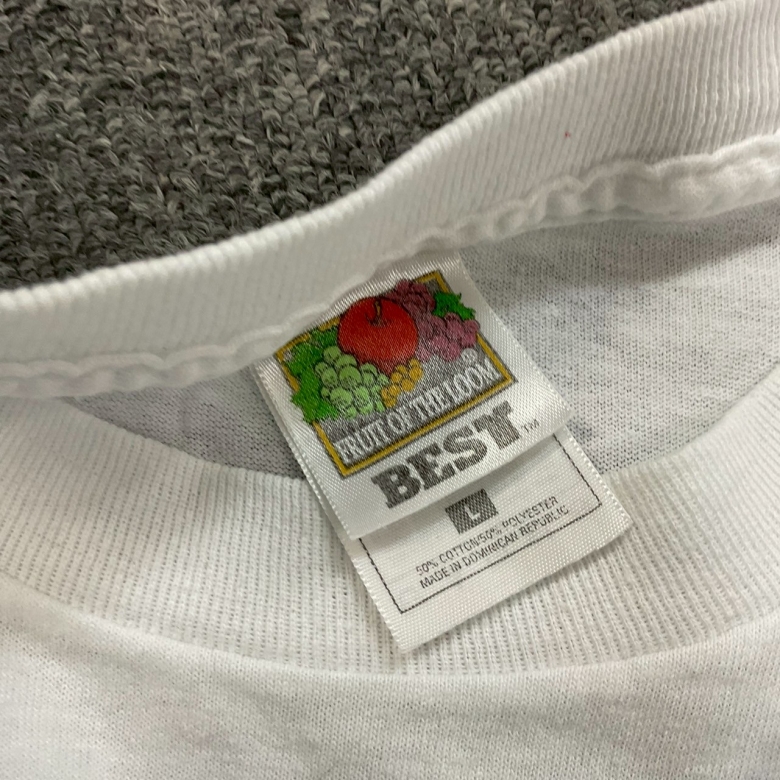 FRUIT OF THE LOOM®
BEST™
L
50% COTTON/50% POLYESTER
MADE IN DOMINICAN REPUBLIC